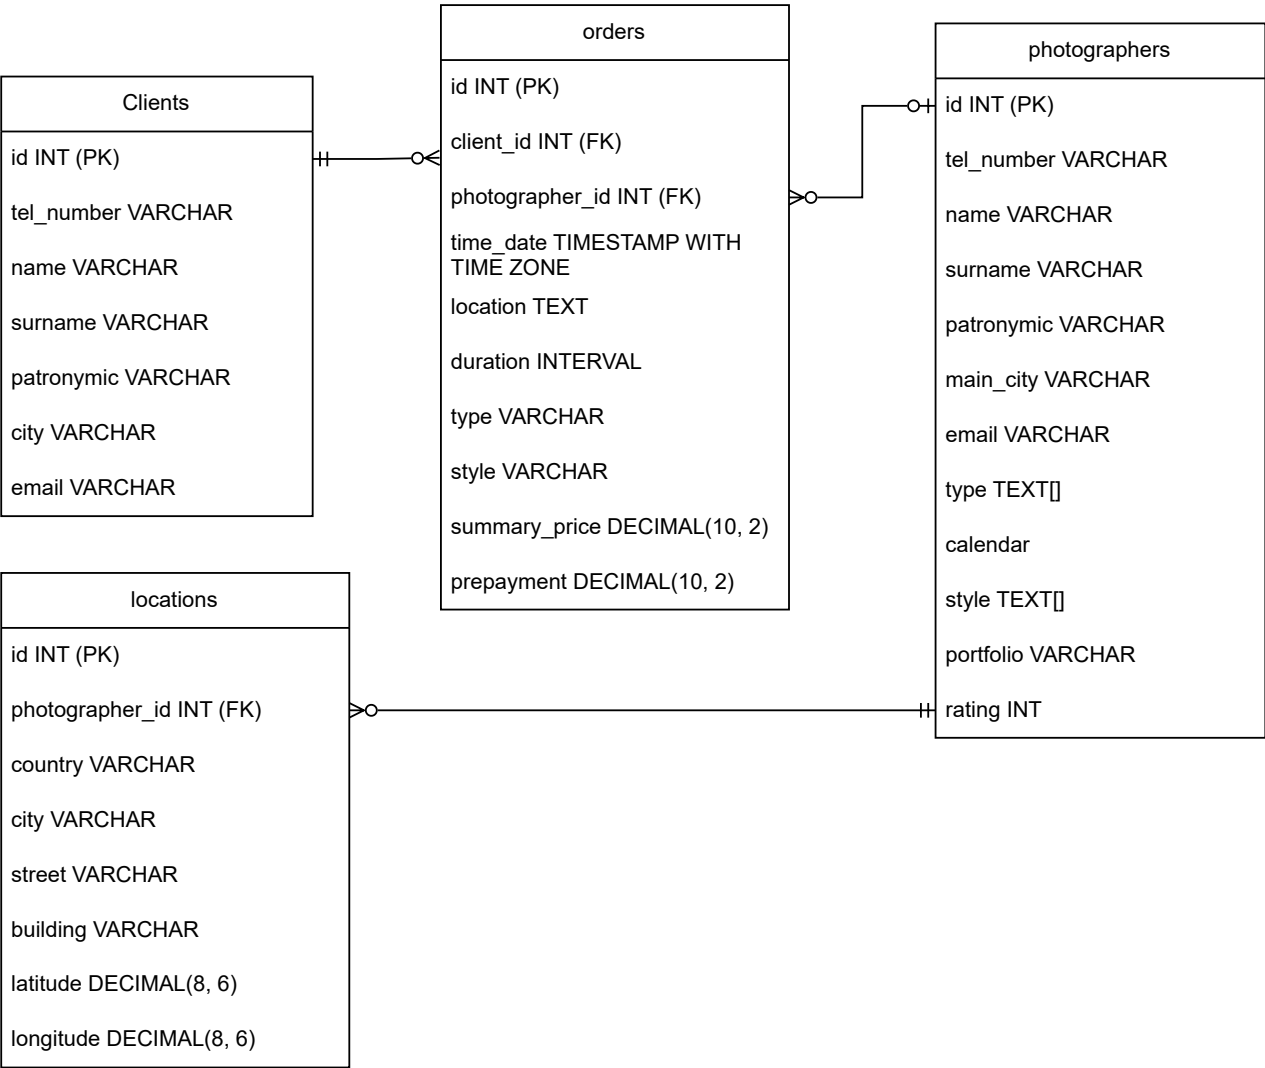 Clients
id INT (PK)
tel_number VARCHAR
name VARCHAR
surname VARCHAR
patronymic VARCHAR
city VARCHAR
email VARCHAR
orders
id INT (PK)
client_id INT (FK)
photographer_id INT (FK)
time_date TIMESTAMP WITH
TIME ZONE
location TEXT
duration INTERVAL
type VARCHAR
style VARCHAR
summary_price DECIMAL(10, 2)
prepayment DECIMAL(10, 2)
photographers
id INT (PK)
tel_number VARCHAR
name VARCHAR
surname VARCHAR
patronymic VARCHAR
main_city VARCHAR
email VARCHAR
type TEXT[]
calendar
style TEXT[]
portfolio VARCHAR
rating INT
locations
id INT (PK)
photographer_id INT (FK)
country VARCHAR
city VARCHAR
street VARCHAR
building VARCHAR
latitude DECIMAL(8, 6)
longitude DECIMAL(8, 6)